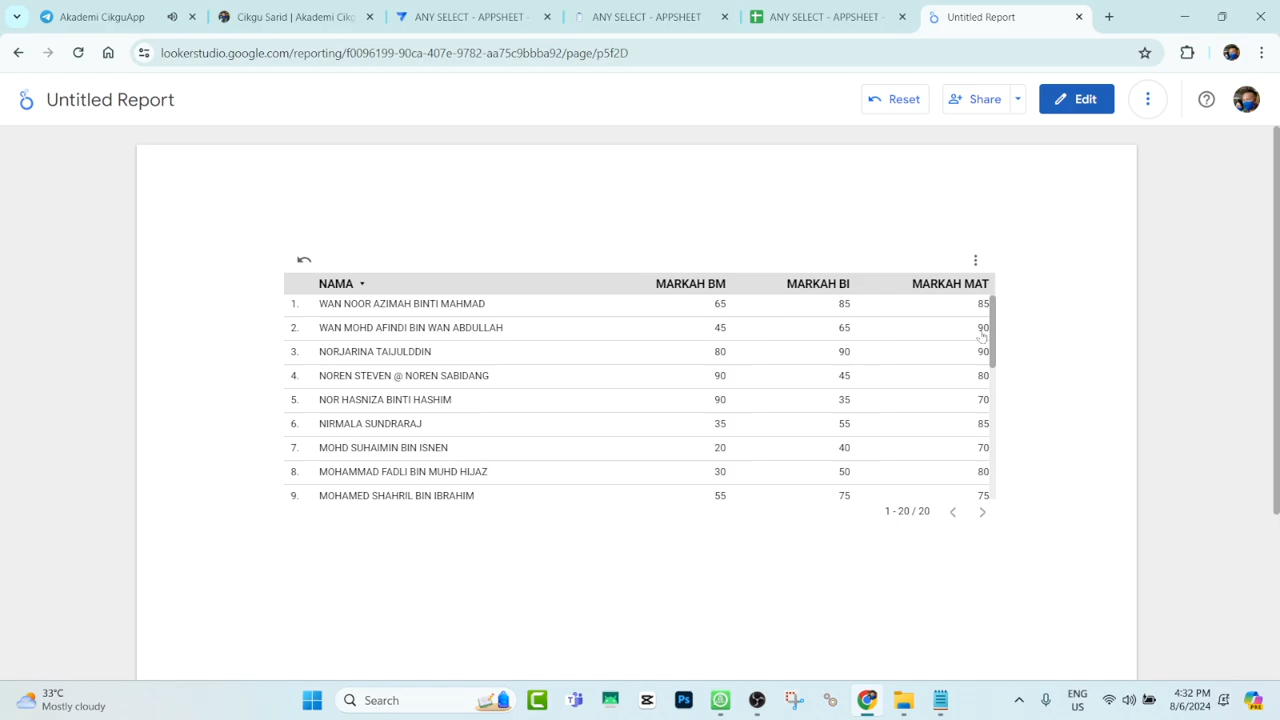 Akademi CikguApp
Cikgu Sarid | Akademi Cikg
ANY SELECT - APPSHEET -
ANY SELECT - APPSHEET
ANY SELECT - APPSHEET -
Untitled Report
lookerstudio.google.com/reporting/f0096199-90ca-407e-9782-aa75c9bbba92/page/p5f2D
Untitled Report
Reset
Share
Edit
NAMA MARKAH BM MARKAH BI MARKAH MAT
1. WAN NOOR AZIMAH BINTI MAHMAD 65 85 85
2. WAN MOHD AFINDI BIN WAN ABDULLAH 45 65 90
3. NORJARINA TAIJULDDIN 80 90 90
4. NOREN STEVEN @ NOREN SABIDANG 90 45 80
5. NOR HASNIZA BINTI HASHIM 90 35 70
6. NIRMALA SUNDRARAJ 35 55 85
7. MOHD SUHAIMIN BIN ISNEN 20 40 70
8. MOHAMMAD FADLI BIN MUHD HIJAZ 30 50 80
9. MOHAMED SHAHRIL BIN IBRAHIM 55 75 75
1 - 20 / 20
33°C
Mostly cloudy
Search
Ps
ENG
US
4:32 PM
8/6/2024
PRE